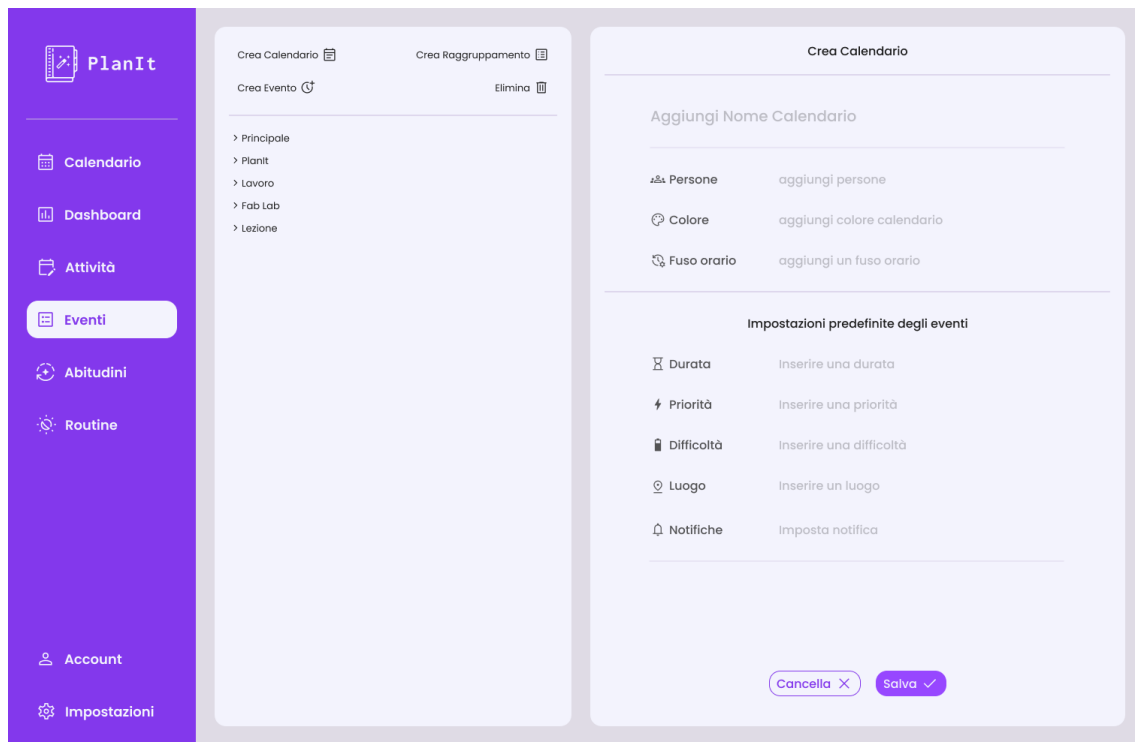 PlanIt
Calendario
Dashboard
Attività
Eventi
Abitudini
Routine
Account
Impostazioni
Crea Calendario
Crea Raggruppamento
Crea Evento
Elimina
> Principale
> PlanIt
> Lavoro
> Fab Lab
> Lezione
Crea Calendario
Aggiungi Nome Calendario
Persone aggiungi persone
Colore aggiungi colore calendario
Fuso orario aggiungi un fuso orario
Impostazioni predefinite degli eventi
Durata Inserire una durata
Priorità Inserire una priorità
Difficoltà Inserire una difficoltà
Luogo Inserire un luogo
Notifiche Imposta notifica
Cancella Salva